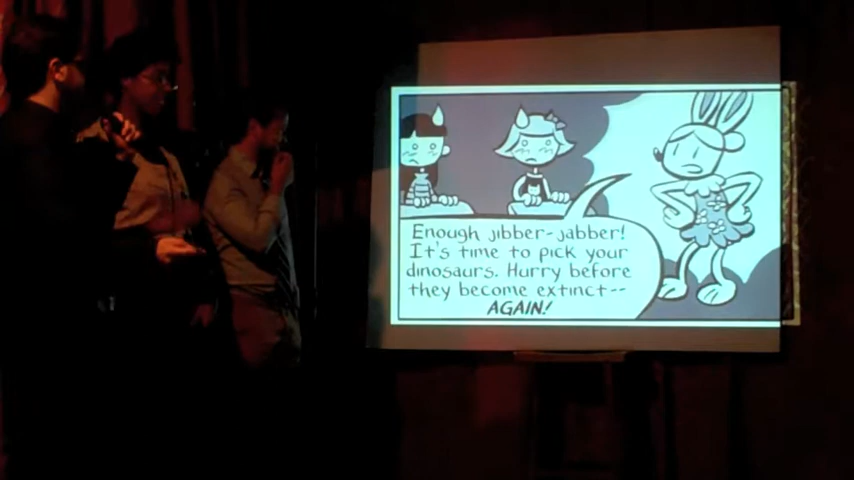 Enough jibber-jabber!
It's time to pick your
dinosaurs. Hurry before
they become extinct--
AGAIN!